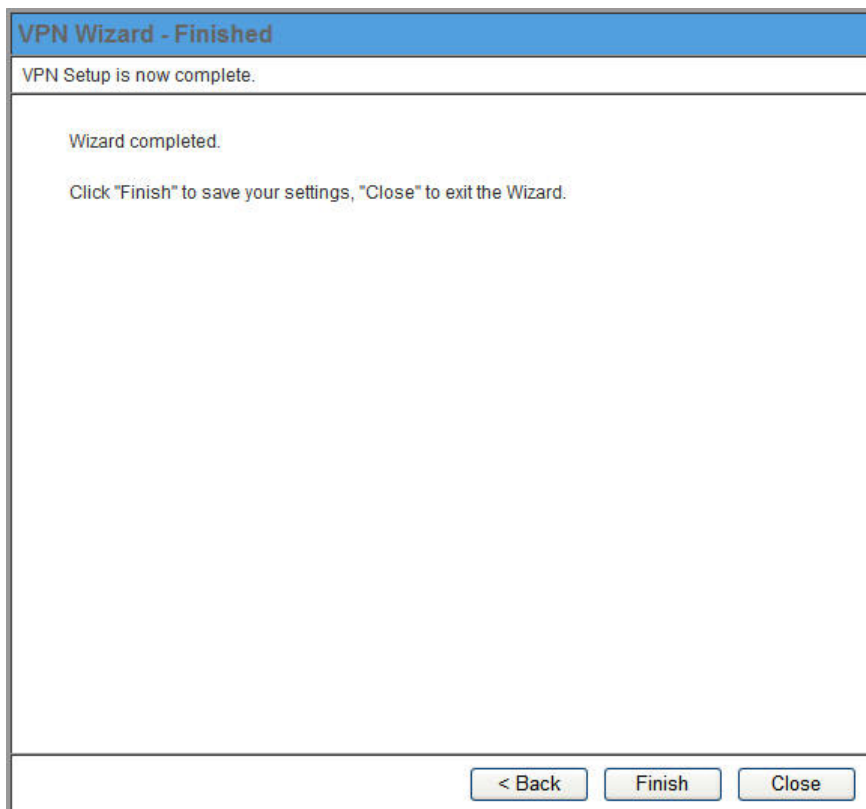 VPN Wizard - Finished
VPN Setup is now complete.
Wizard completed.
Click "Finish" to save your settings, "Close" to exit the Wizard.
< Back Finish Close